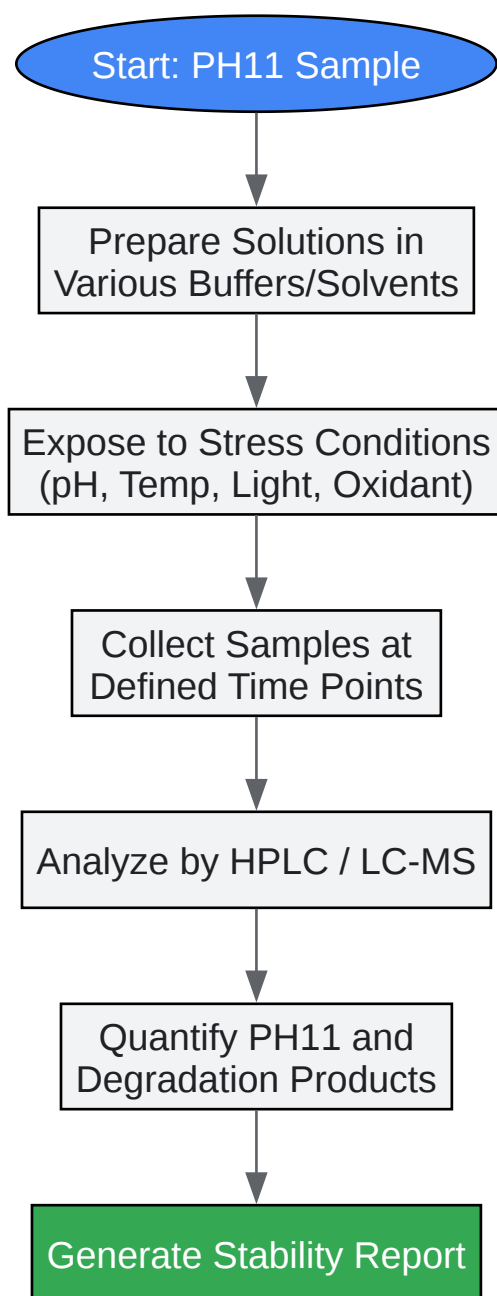 Start: PH11 Sample
Prepare Solutions in
Various Buffers/Solvents
Expose to Stress Conditions
(pH, Temp, Light, Oxidant)
Collect Samples at
Defined Time Points
Analyze by HPLC / LC-MS
Quantify PH11 and
Degradation Products
Generate Stability Report